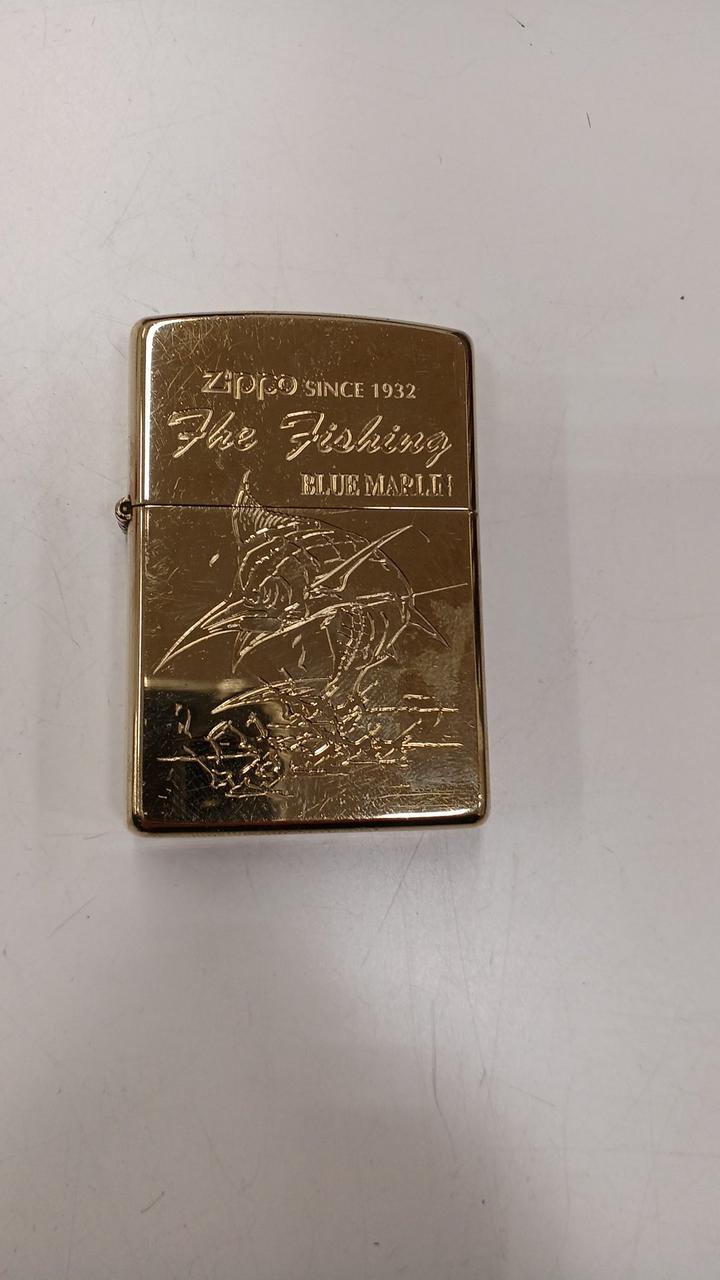 Zippo SINCE 1932
The Fishing
BLUE MARLIN